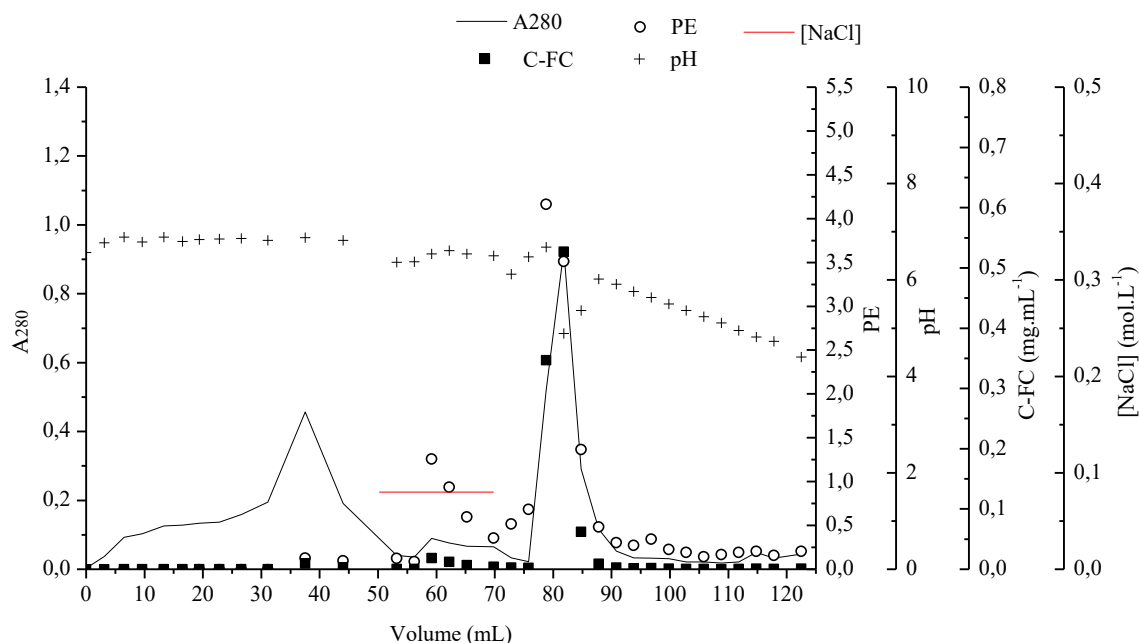 A280 PE [NaCl]
C-FC pH
1,4 5,5 10 0,8 0,5
5,0
1,2 0,7
4,5
8 0,4
1,0 4,0 0,6
3,5
0,8 0,5
6 0,3
3,0
0,6 2,5 0,4
4 0,2
2,0
0,3
0,4
1,5
0,2
2 0,1
0,2 1,0
0,1
0,5
0,0 0,0 0 0,0 0,0
0 10 20 30 40 50 60 70 80 90 100 110 120
A280
PE
pH
C-FC (mg.mL-1)
[NaCl] (mol.L-1)
Volume (mL)